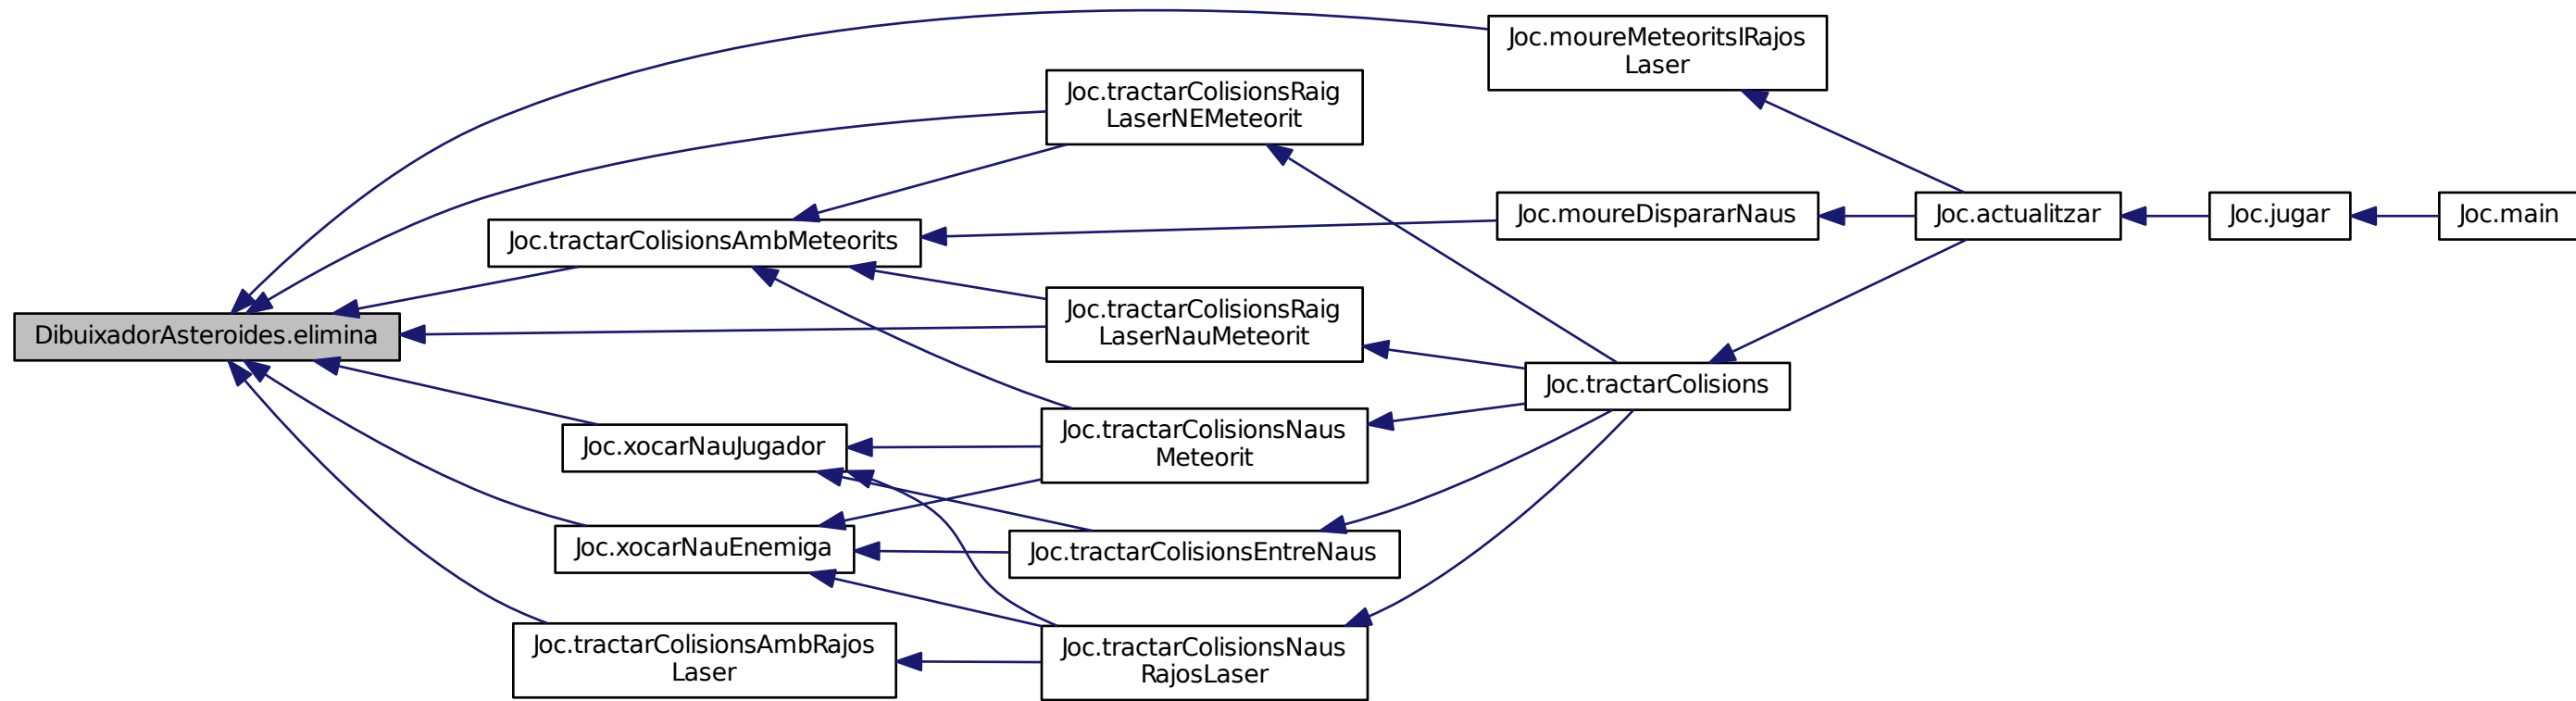 Joc.moureMeteoritsIRajos
Laser
Joc.tractarColisionsRaig
LaserNEMeteorit
Joc.moureDispararNaus
Joc.actualitzar
Joc.jugar
Joc.main
Joc.tractarColisionsAmbMeteorits
Joc.tractarColisionsRaig
LaserNauMeteorit
DibuixadorAsteroides.elimina
Joc.tractarColisions
Joc.xocarNauJugador
Joc.tractarColisionsNaus
Meteorit
Joc.xocarNauEnemiga
Joc.tractarColisionsEntreNaus
Joc.tractarColisionsAmbRajos
Laser
Joc.tractarColisionsNaus
RajosLaser